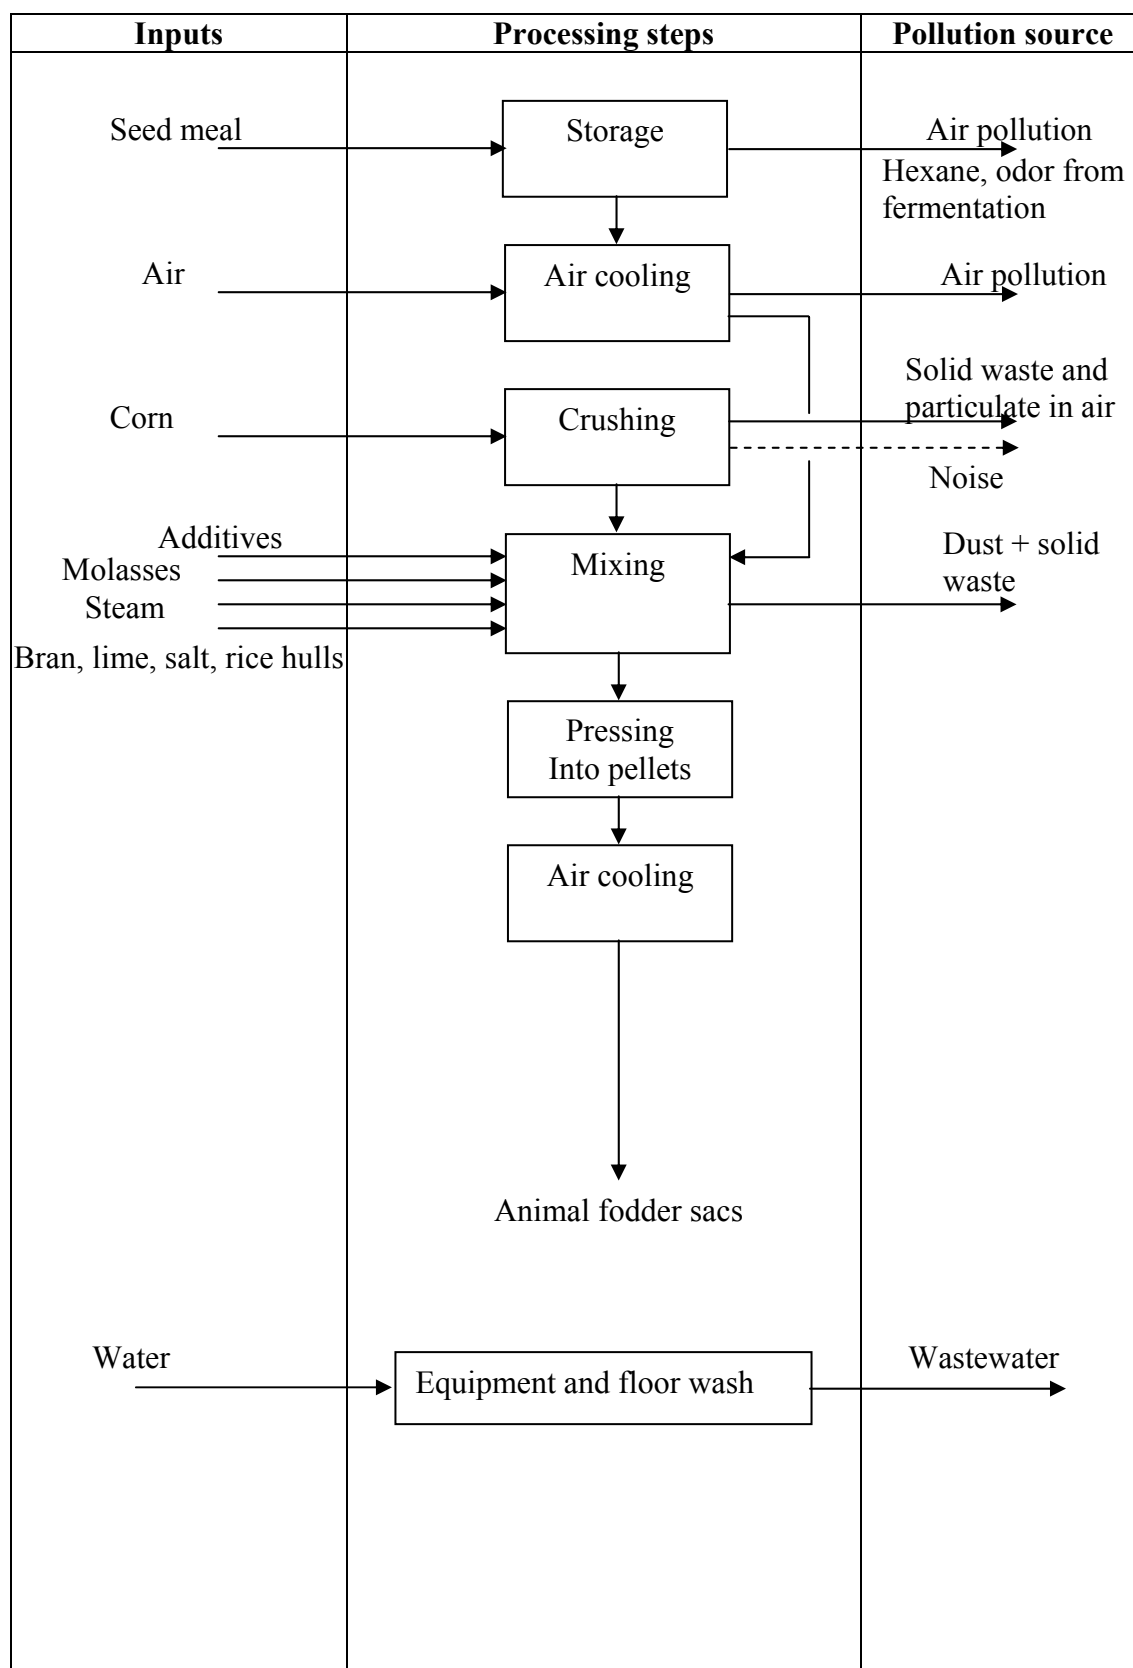 Inputs
Processing steps
Pollution source
Seed meal
Storage
Air pollution
Hexane, odor from
fermentation
Air
Air cooling
Air pollution
Corn
Crushing
Solid waste and
particulate in air
Noise
Additives
Molasses
Steam
Bran, lime, salt, rice hulls
Mixing
Dust + solid
waste
Pressing
Into pellets
Air cooling
Animal fodder sacs
Water
Equipment and floor wash
Wastewater